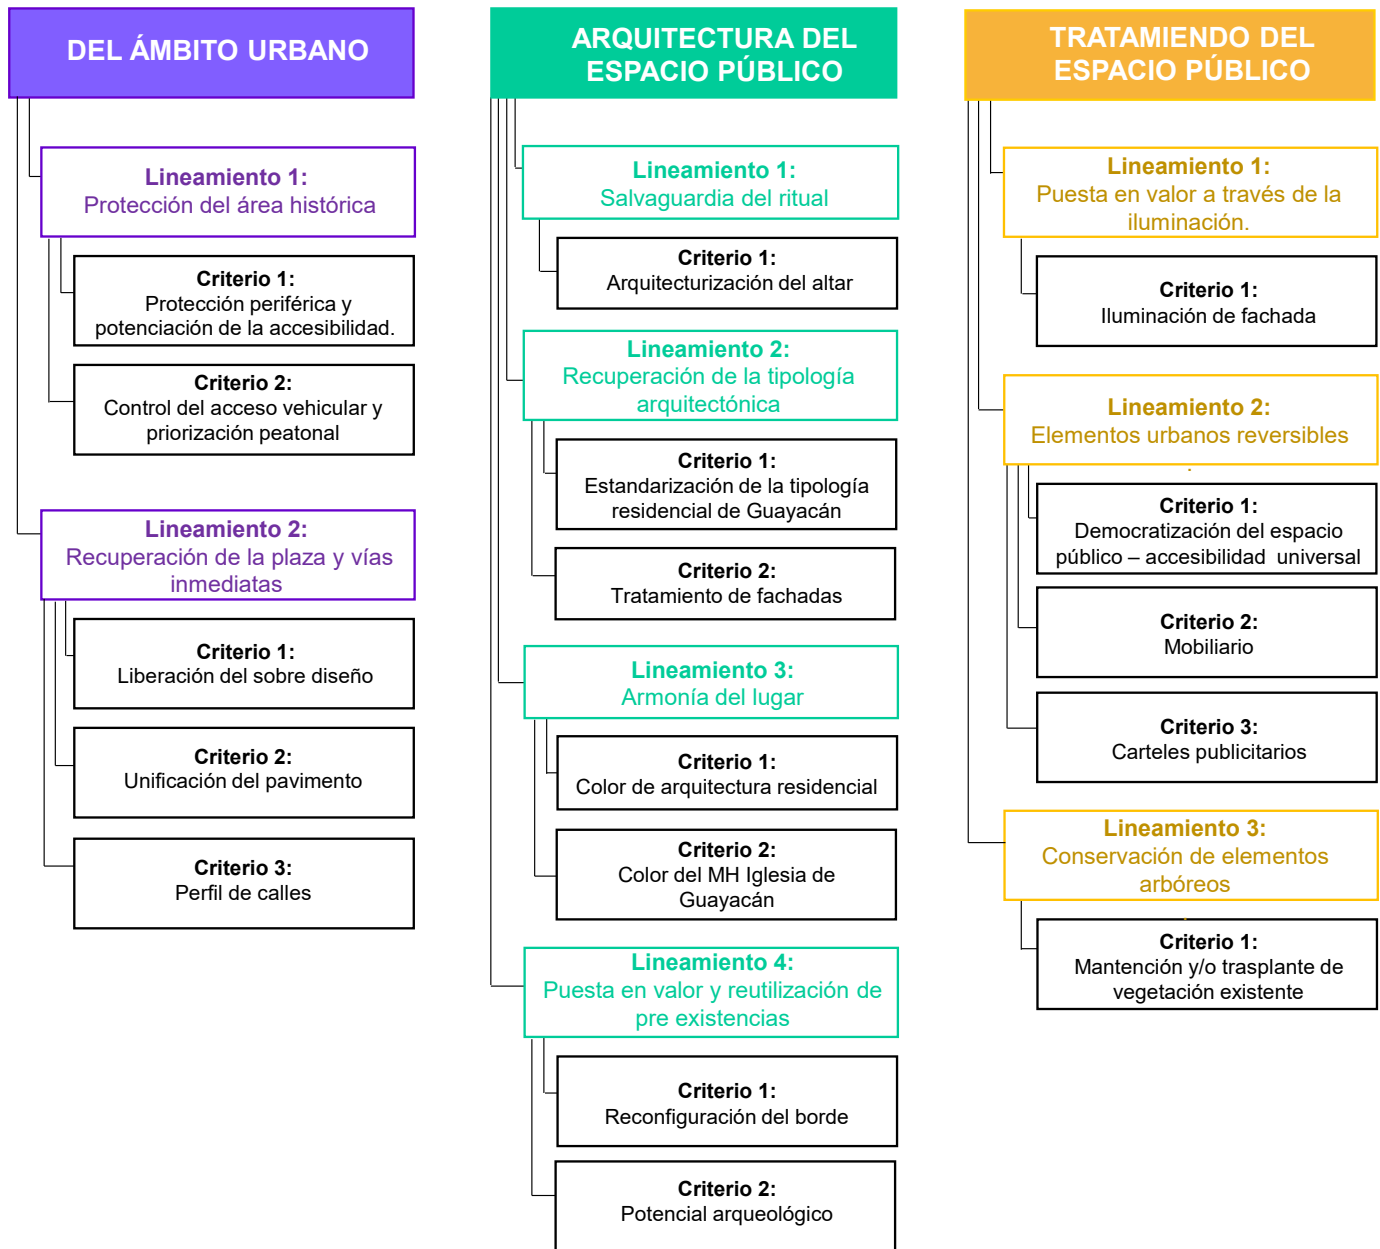 DEL ÁMBITO URBANO
Lineamiento 1:
Protección del área histórica
Criterio 1:
Protección periférica y
potenciación de la accesibilidad.
Criterio 2:
Control del acceso vehicular y
priorización peatonal
Lineamiento 2:
Recuperación de la plaza y vías
inmediatas
Criterio 1:
Liberación del sobre diseño
Criterio 2:
Unificación del pavimento
Criterio 3:
Perfil de calles
ARQUITECTURA DEL
ESPACIO PÚBLICO
Lineamiento 1:
Salvaguardia del ritual
Criterio 1:
Arquitecturización del altar
Lineamiento 2:
Recuperación de la tipología
arquitectónica
Criterio 1:
Estandarización de la tipología
residencial de Guayacán
Criterio 2:
Tratamiento de fachadas
Lineamiento 3:
Armonía del lugar
Criterio 1:
Color de arquitectura residencial
Criterio 2:
Color del MH Iglesia de
Guayacán
Lineamiento 4:
Puesta en valor y reutilización de
pre existencias
Criterio 1:
Reconfiguración del borde
Criterio 2:
Potencial arqueológico
TRATAMIENDO DEL
ESPACIO PÚBLICO
Lineamiento 1:
Puesta en valor a través de la
iluminación.
Criterio 1:
Iluminación de fachada
Lineamiento 2:
Elementos urbanos reversibles
.
Criterio 1:
Democratización del espacio
público – accesibilidad universal
Criterio 2:
Mobiliario
Criterio 3:
Carteles publicitarios
Lineamiento 3:
Conservación de elementos
arbóreos
.
Criterio 1:
Mantención y/o trasplante de
vegetación existente